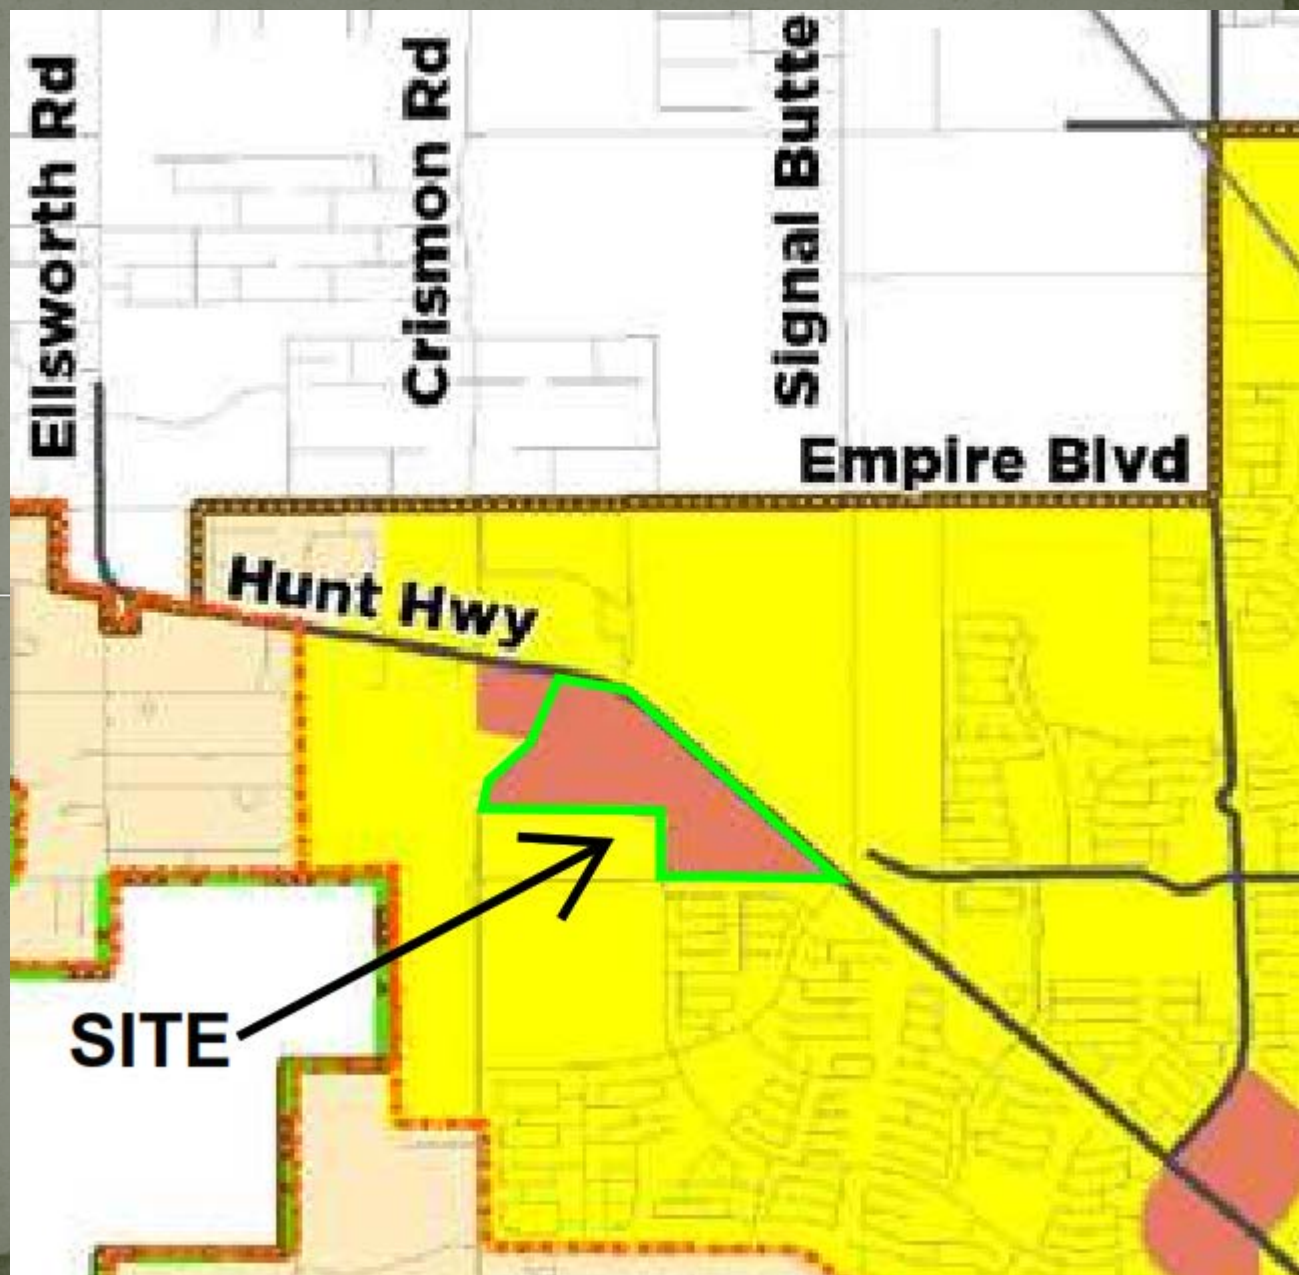 Ellsworth Rd
Crismon Rd
Signal Butte
Empire Blvd
Hunt Hwy
SITE